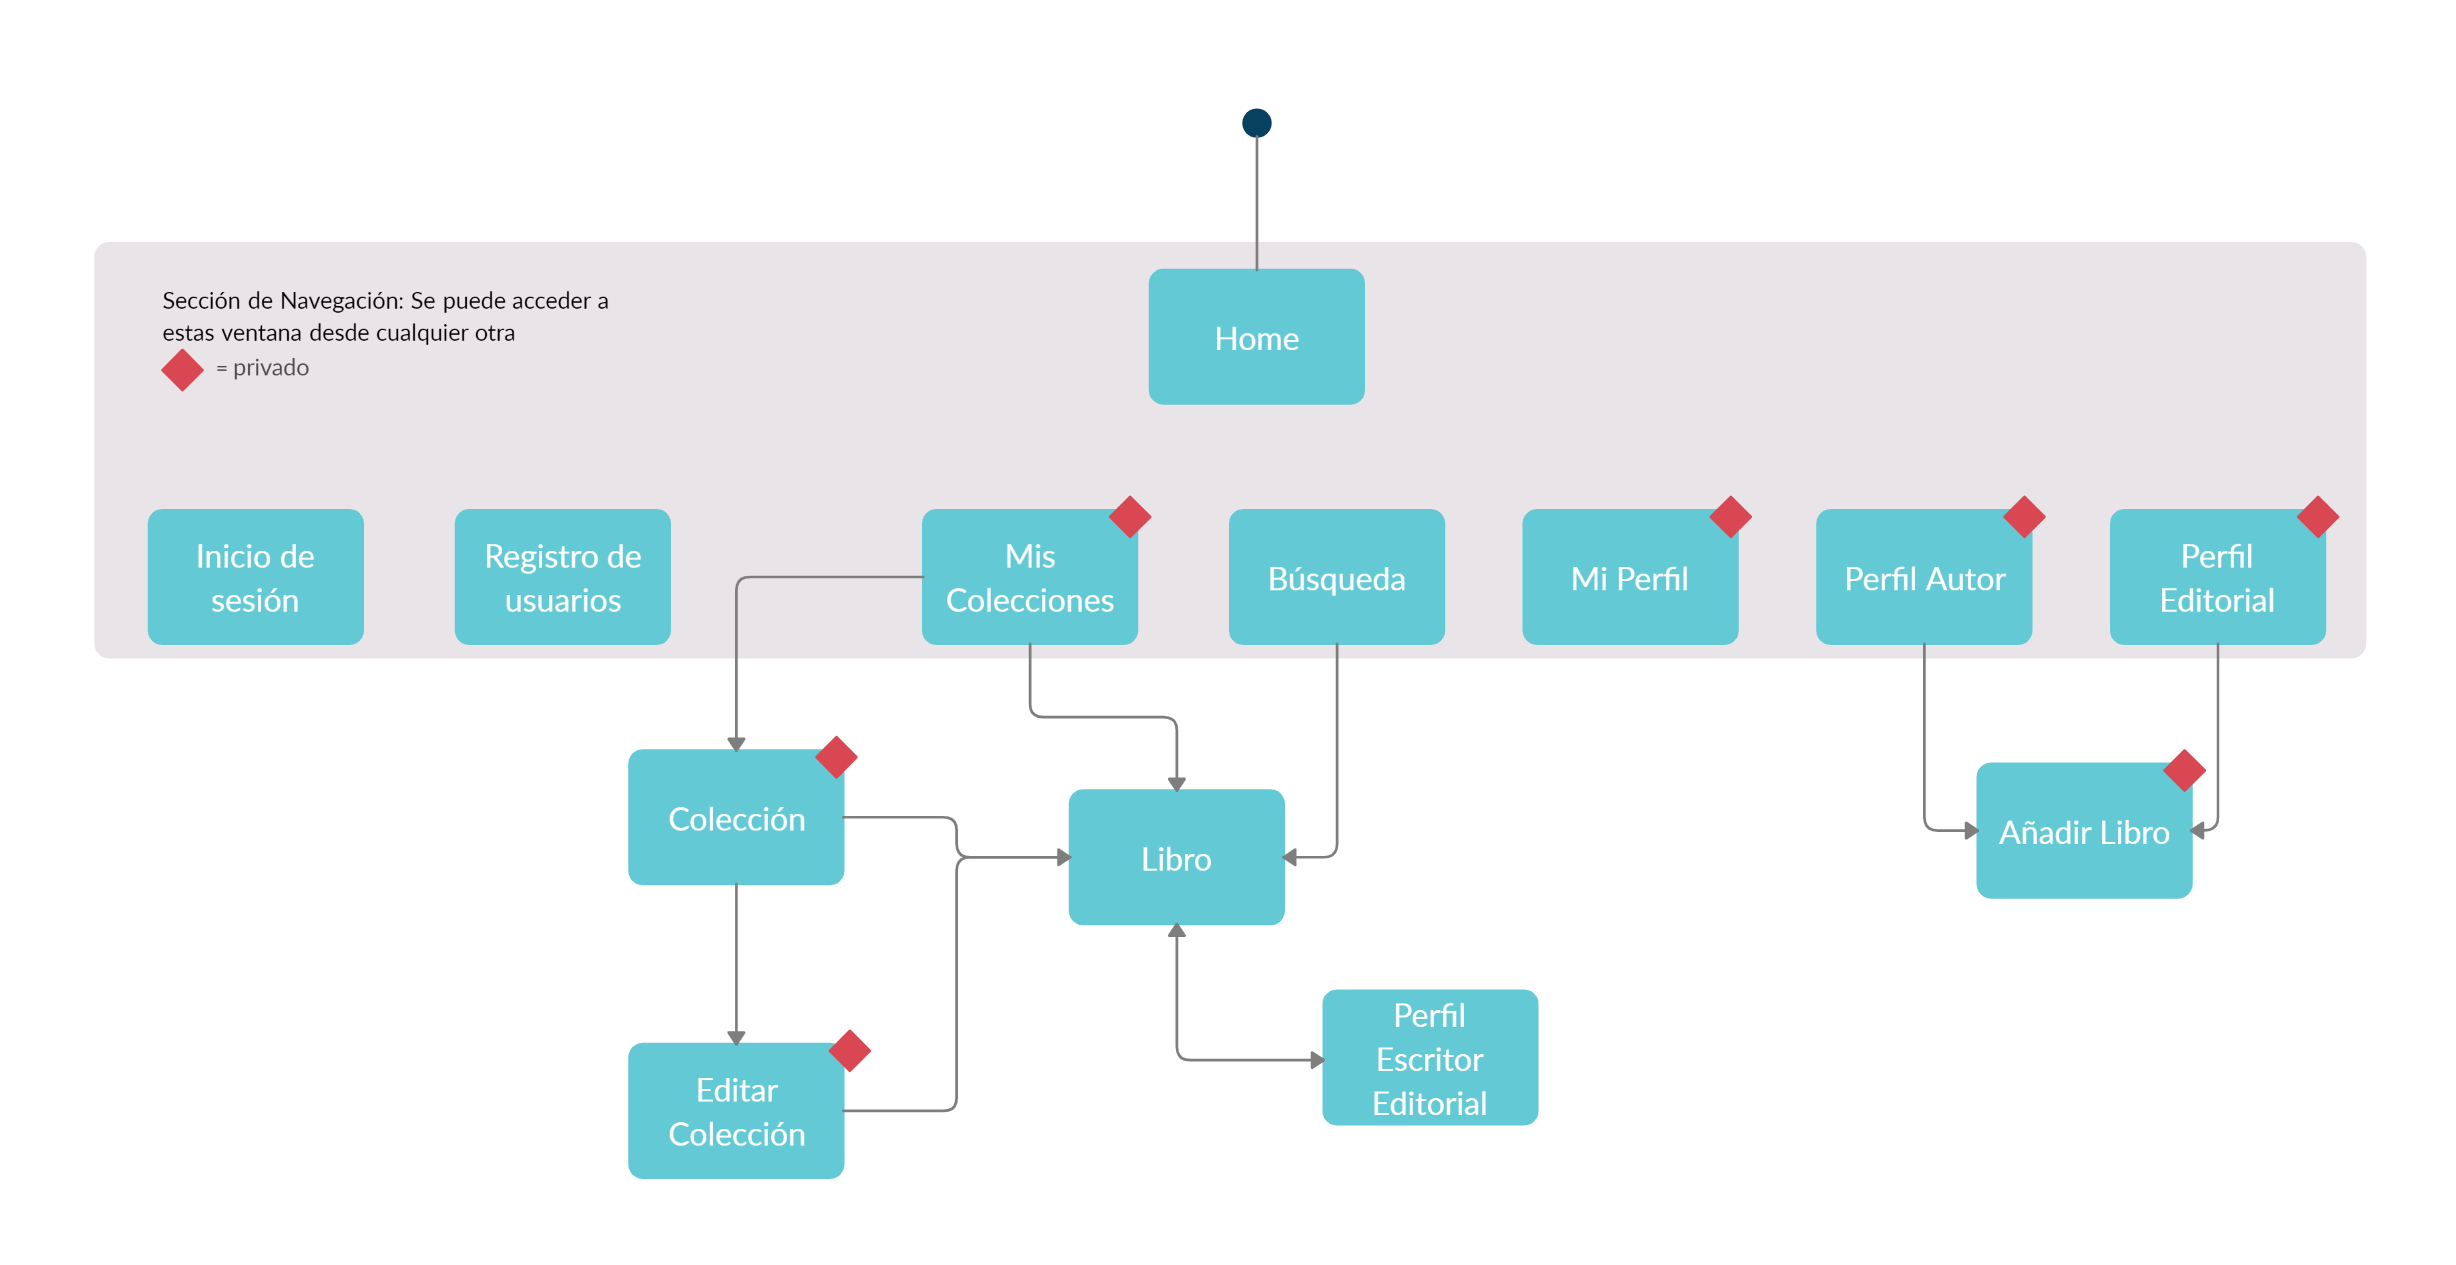 Sección de Navegación: Se puede acceder a
estas ventana desde cualquier otra
= privado
Home
Inicio de
sesión
Registro de
usuarios
Mis
Colecciones
Búsqueda
Mi Perfil
Perfil Autor
Perfil
Editorial
Colección
Libro
Añadir Libro
Perfil
Escritor
Editorial
Editar
Colección